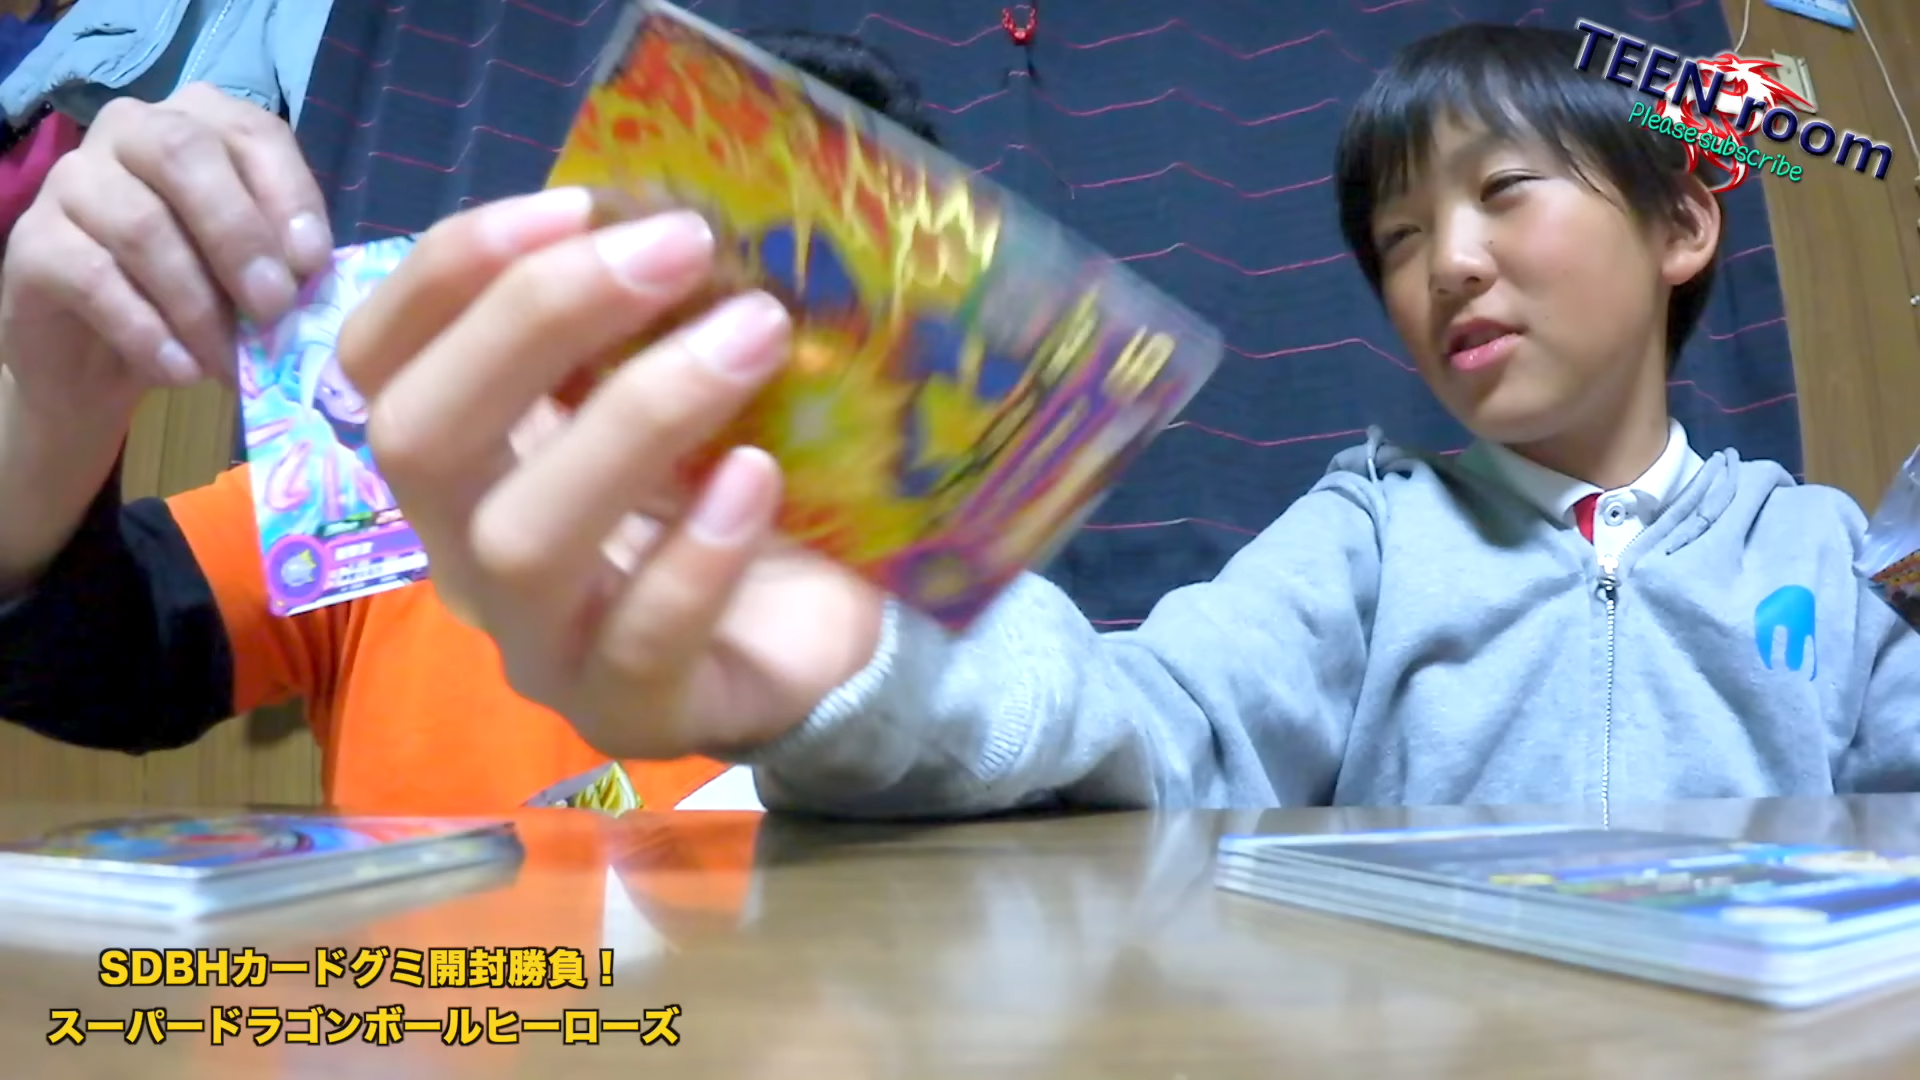 TEEN room
Please subscribe
SDBHカードグミ開封勝負！
スーパードラゴンボールヒーローズ